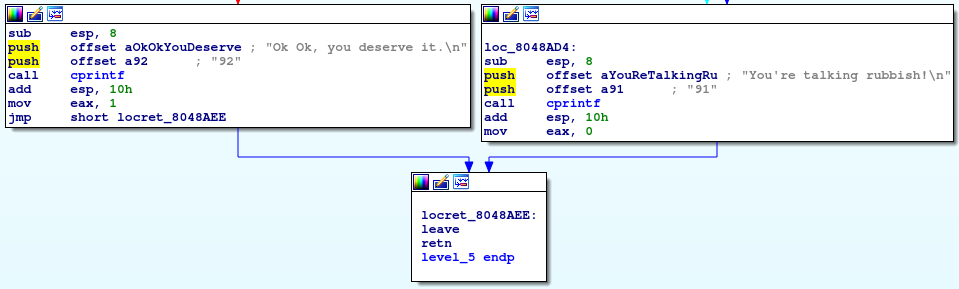 sub     esp, 8
push    offset aOkOkYouDeserve ; "Ok Ok, you deserve it.\n"
push    offset a92      ; "92"
call    cprintf
add     esp, 10h
mov     eax, 1
jmp     short locret_8048AEE
loc_8048AD4:
sub     esp, 8
push    offset aYouReTalkingRu ; "You're talking rubbish!\n"
push    offset a91      ; "91"
call    cprintf
add     esp, 10h
mov     eax, 0
locret_8048AEE:
leave
retn
level_5 endp